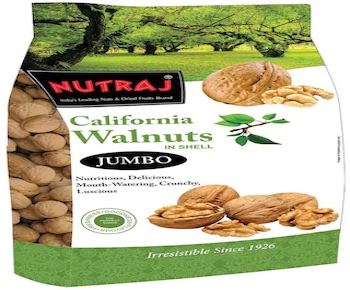 NUTRAJ
India's Leading Nuts & Dried Fruits Brand
California
Walnuts
IN SHELL
JUMBO
Nutritious, Delicious,
Mouth-Watering, Crunchy,
Luscious
Irresistible Since 1926